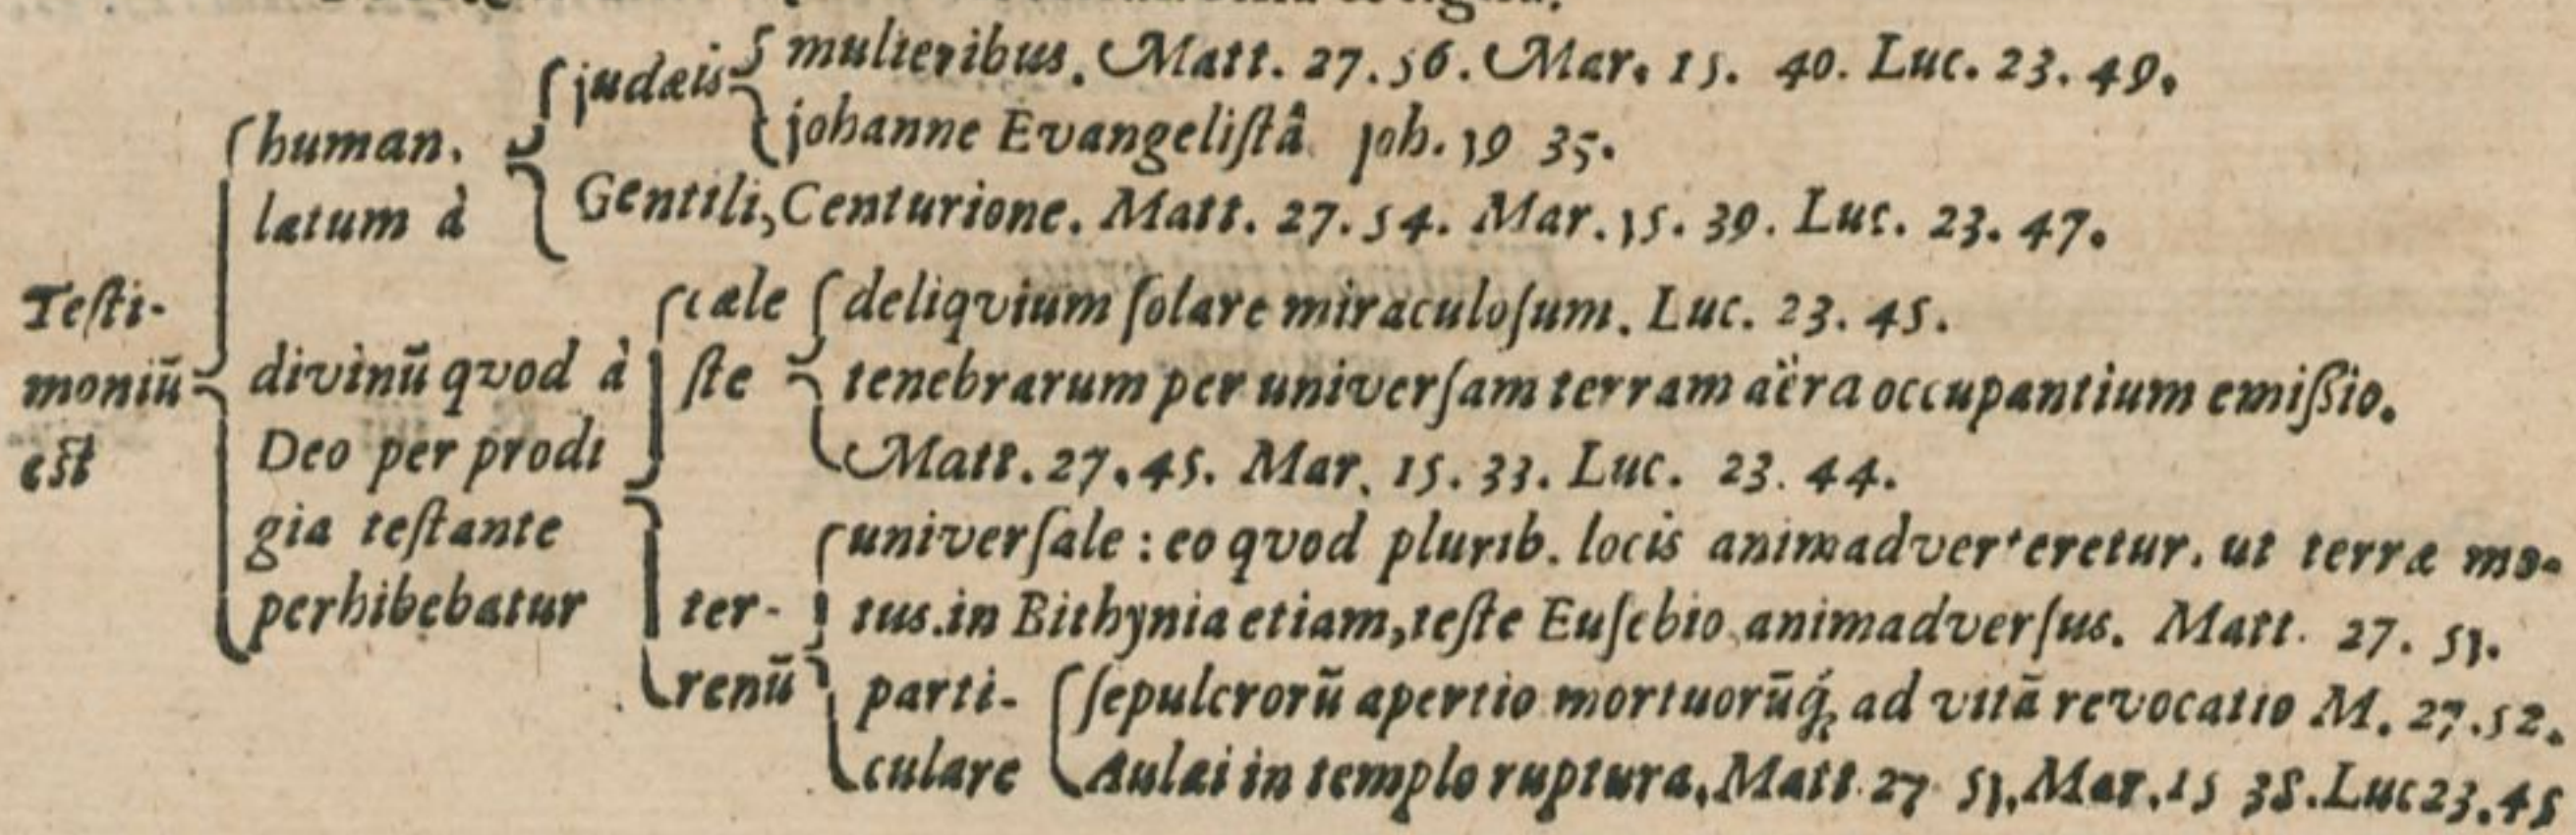 judæis
multeribus. Matt. 27. 56. Mar. 15. 40. Luc. 23. 49.
johanne Evangeliſtâ joh. 19 35.
human.
latum à
Gentili, Centurione. Matt. 27. 54. Mar. 15. 39. Luc. 23. 47.
Teſti-
moniū
eſt
divinū qvod à
Deo per prodi
gia teſtante
perhibebatur
cæle
ſte
deliqvium ſolare miraculoſum. Luc. 23. 45.
tenebrarum per univerſam terram aëra occupantium emiſsio.
Matt. 27. 45. Mar. 15. 33. Luc. 23. 44.
ter-
renū
univerſale: eo qvod plurib. locis animadverteretur. ut terræ mo-
tus. in Bithynia etiam, teſte Euſebio animadverſus. Matt. 27. 51.
parti-
culare
ſepulcrorū apertio mortuorūq́; ad vitā revocatio M. 27. 52.
Aulæi in templo ruptura, Matt. 27 51, Mar. 15 38. Luc 23. 45